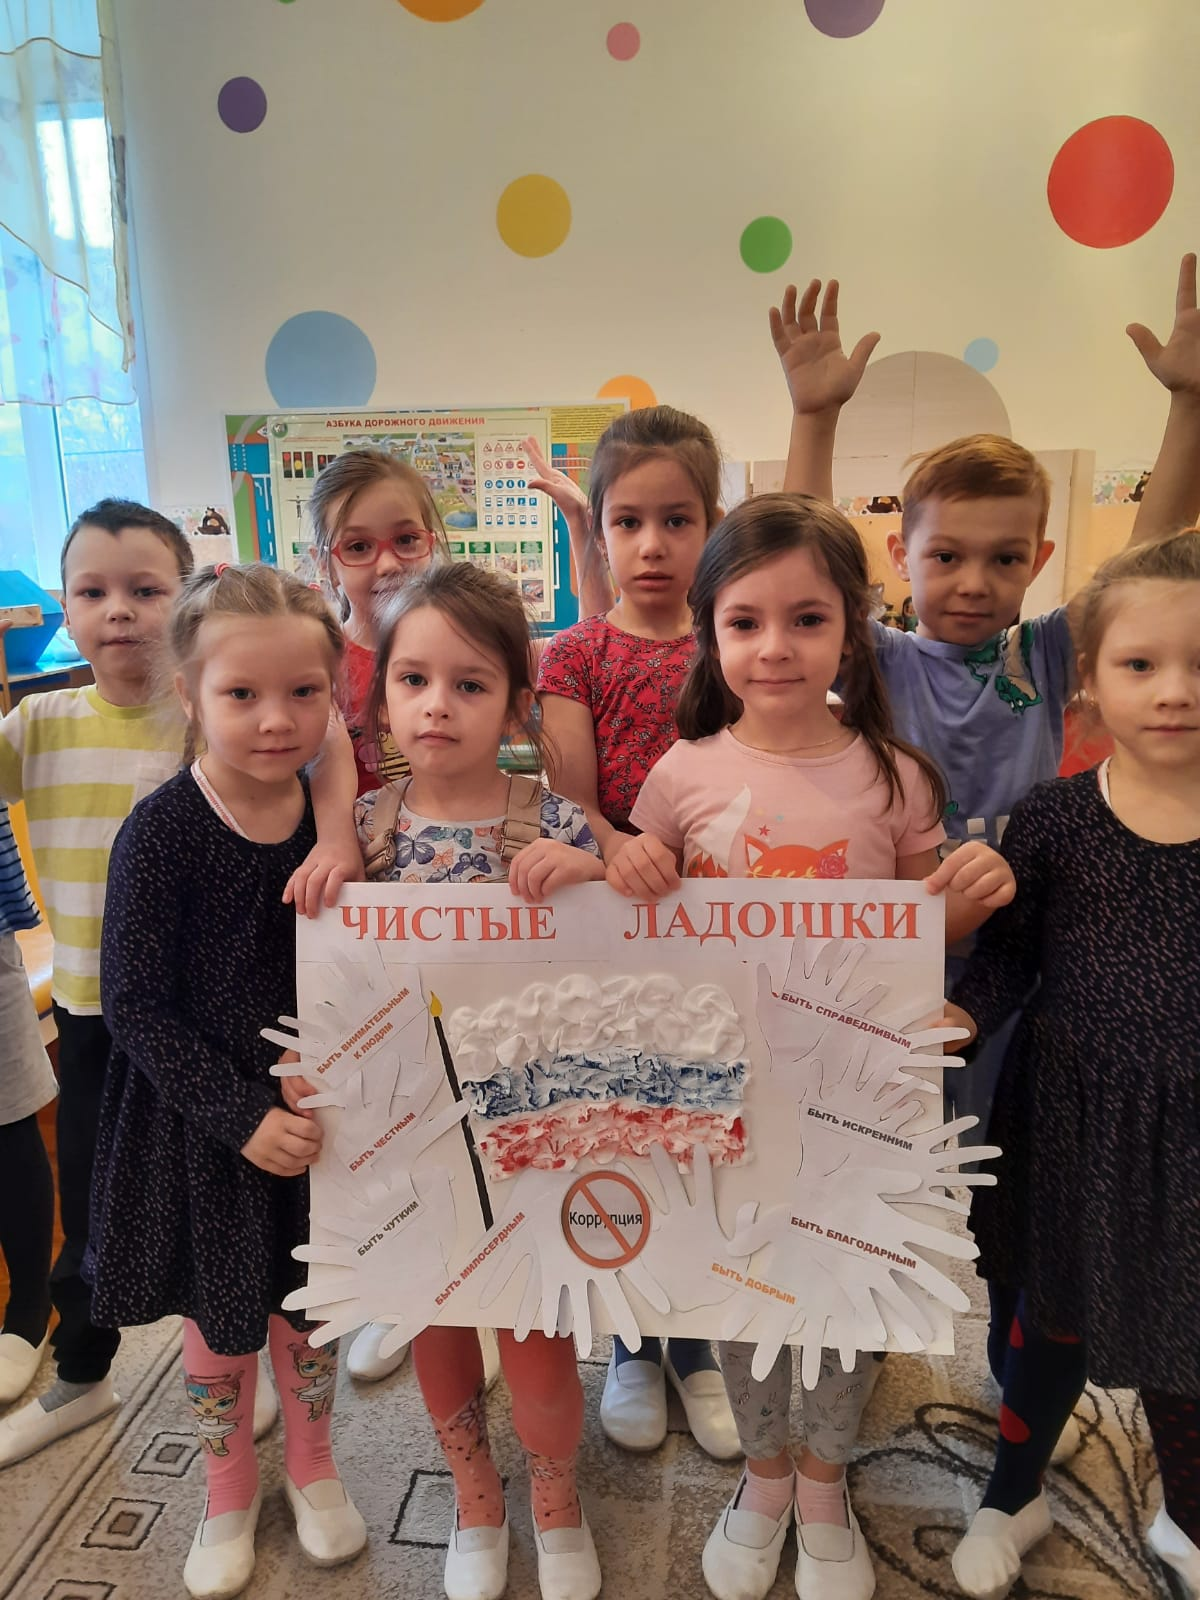 АЗБУКА ДОРОЖНОГО ДВИЖЕНИЯ
ЧИСТЫЕ ЛАДОШКИ
БЫТЬ ВНИМАТЕЛЬНЫМ
К ЛЮДЯМ
БЫТЬ ЧЕСТНЫМ
БЫТЬ ЧУТКИМ
БЫТЬ МИЛОСЕРДНЫМ
Коррупция
БЫТЬ СПРАВЕДЛИВЫМ
БЫТЬ ИСКРЕННИМ
БЫТЬ БЛАГОДАРНЫМ
БЫТЬ ДОБРЫМ